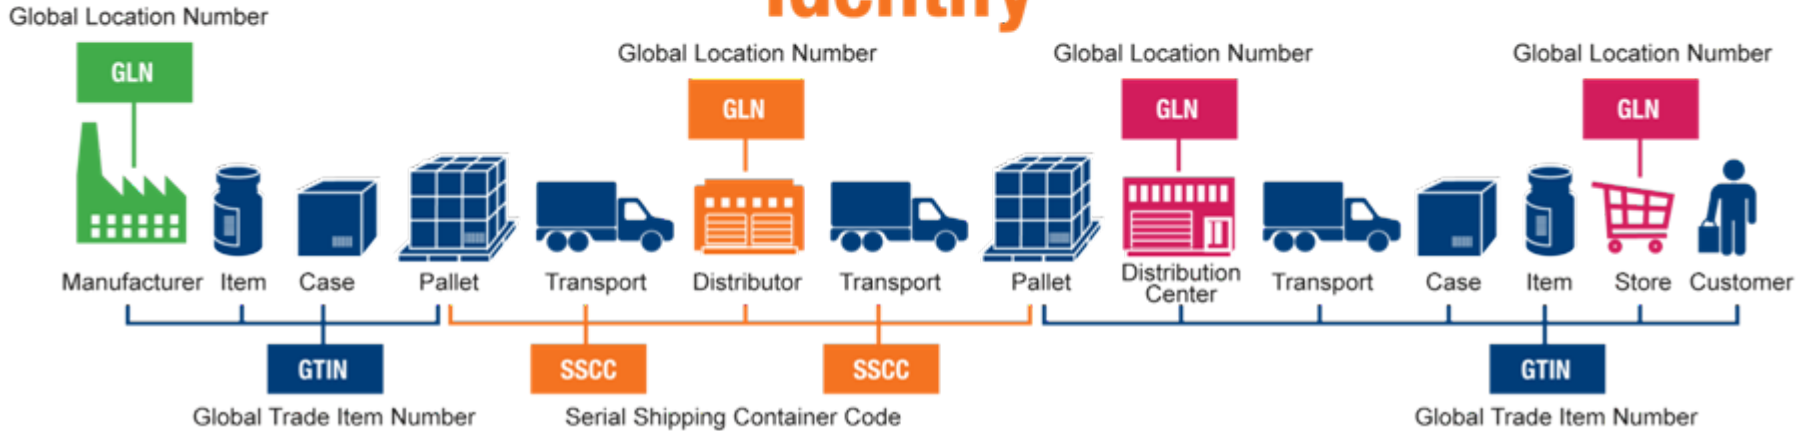 Identify
Global Location Number
GLN
Global Location Number
GLN
Global Location Number
GLN
Global Location Number
GLN
Manufacturer
Item
Case
Pallet
Transport
Distributor
Transport
Pallet
Distribution
Center
Transport
Case
Item
Store
Customer
GTIN
Global Trade Item Number
SSCC
SSCC
Serial Shipping Container Code
GTIN
Global Trade Item Number